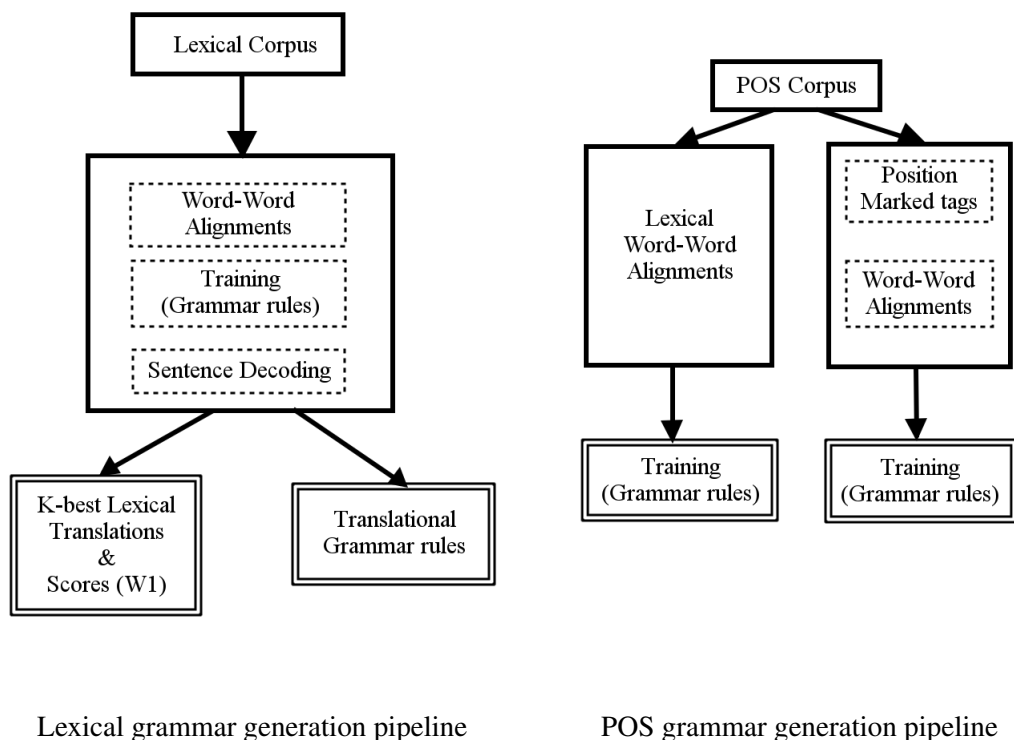 Lexical Corpus
Word-Word
Alignments
Training
(Grammar rules)
Sentence Decoding
K-best Lexical
Translations
&
Scores (W1)
Translational
Grammar rules
Lexical grammar generation pipeline
POS Corpus
Lexical
Word-Word
Alignments
Position
Marked tags
Word-Word
Alignments
Training
(Grammar rules)
Training
(Grammar rules)
POS grammar generation pipeline